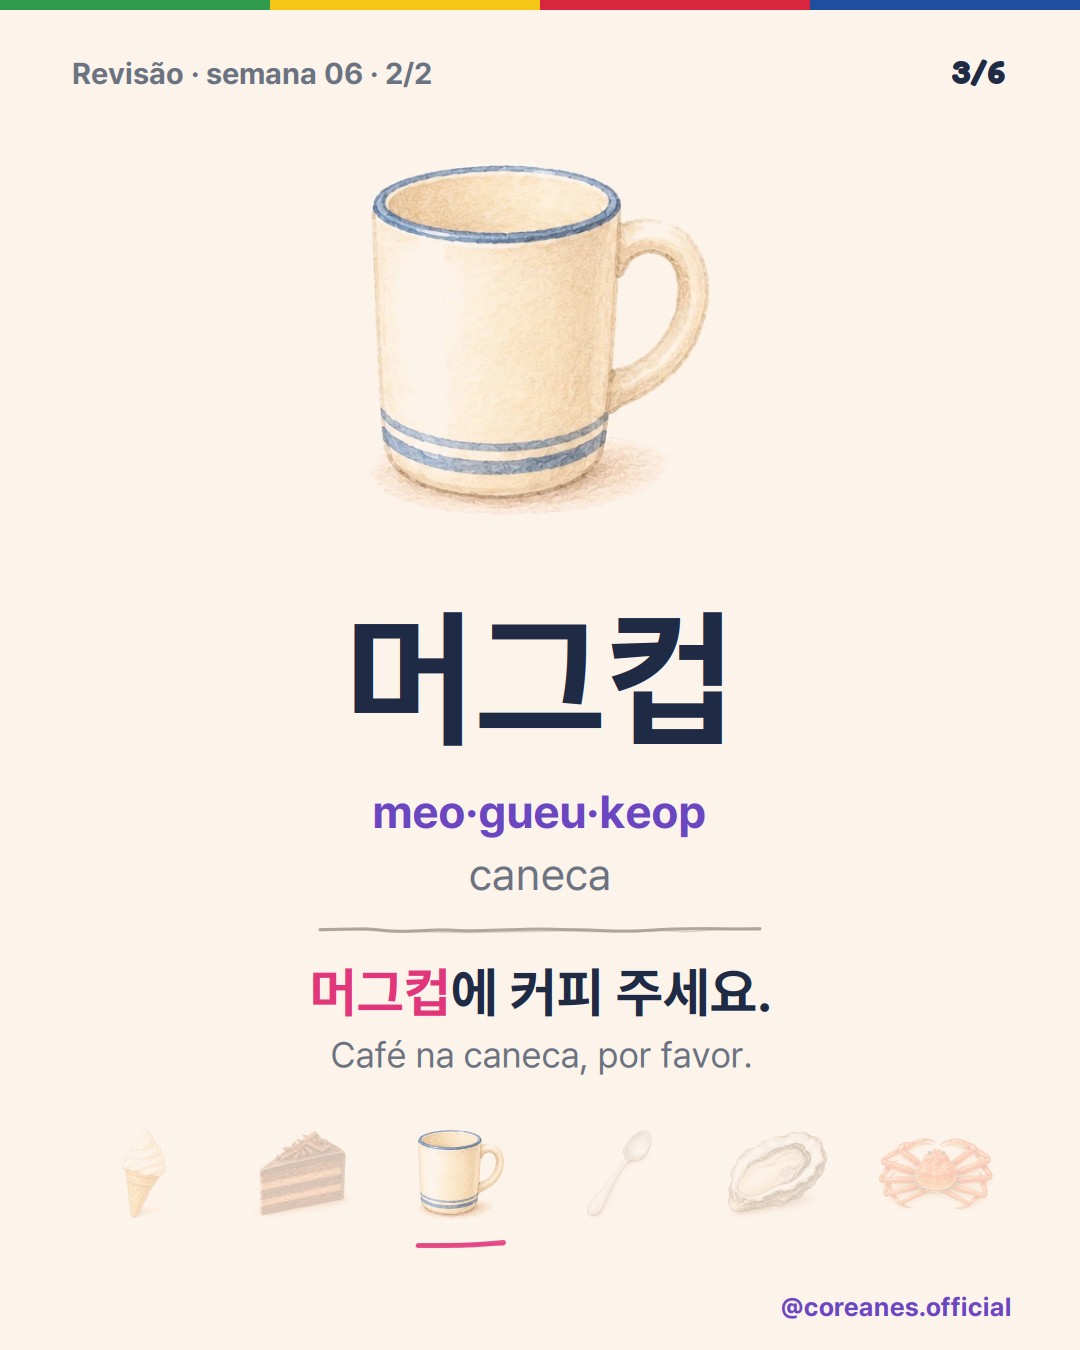 Revisão · semana 06 · 2/2
3/6
머그컵
meo·gueu·keop
caneca
머그컵에 커피 주세요.
Café na caneca, por favor.
@coreanes.official